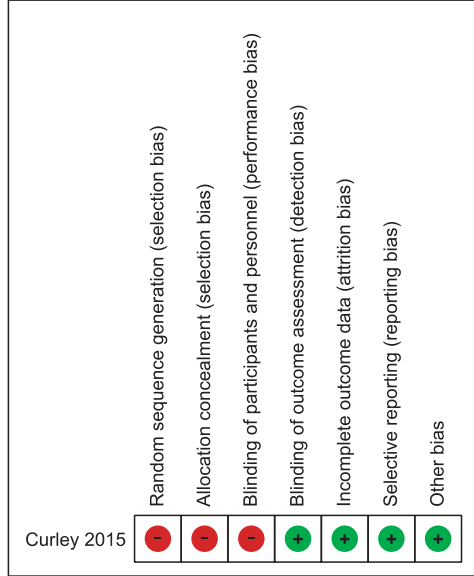 Random sequence generation (selection bias)
Allocation concealment (selection bias)
Blinding of participants and personnel (performance bias)
Blinding of outcome assessment (detection bias)
Incomplete outcome data (attrition bias)
Selective reporting (reporting bias)
Other bias
Curley 2015 - - - + + + +